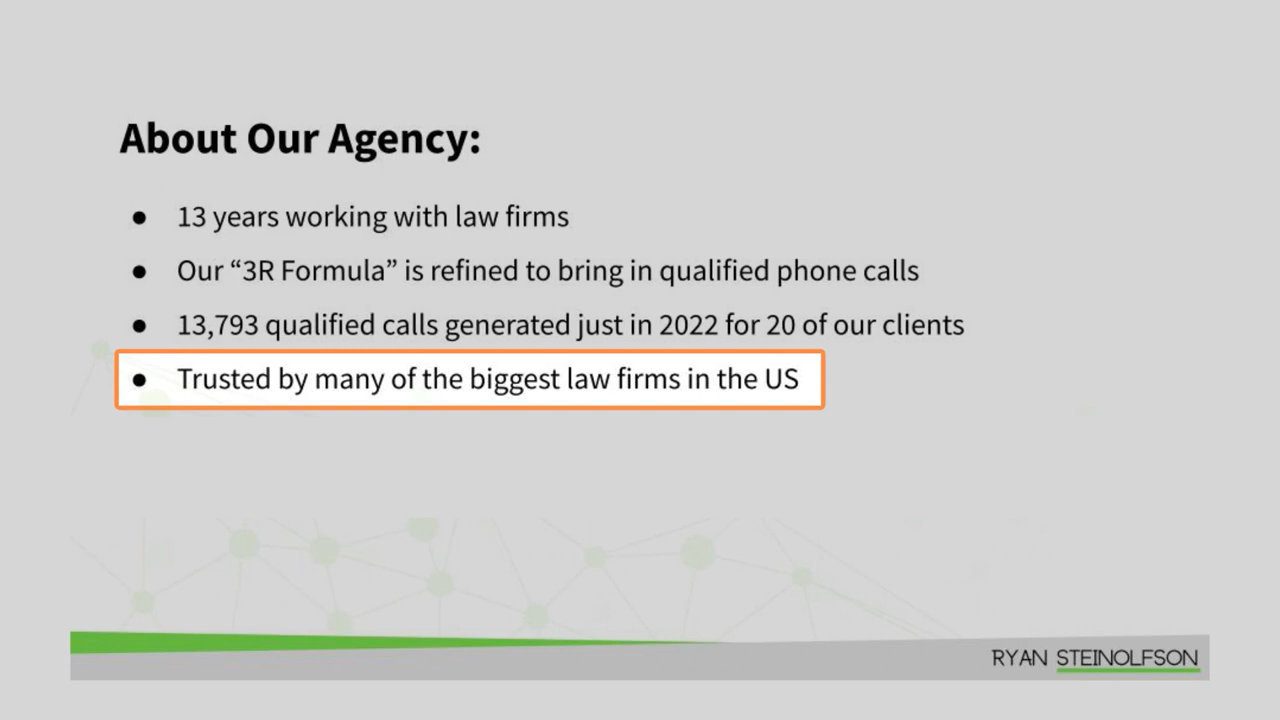 About Our Agency:
● 13 years working with law firms
● Our “3R Formula” is refined to bring in qualified phone calls
● 13,793 qualified calls generated just in 2022 for 20 of our clients
● Trusted by many of the biggest law firms in the US
RYAN STEINOLFSON